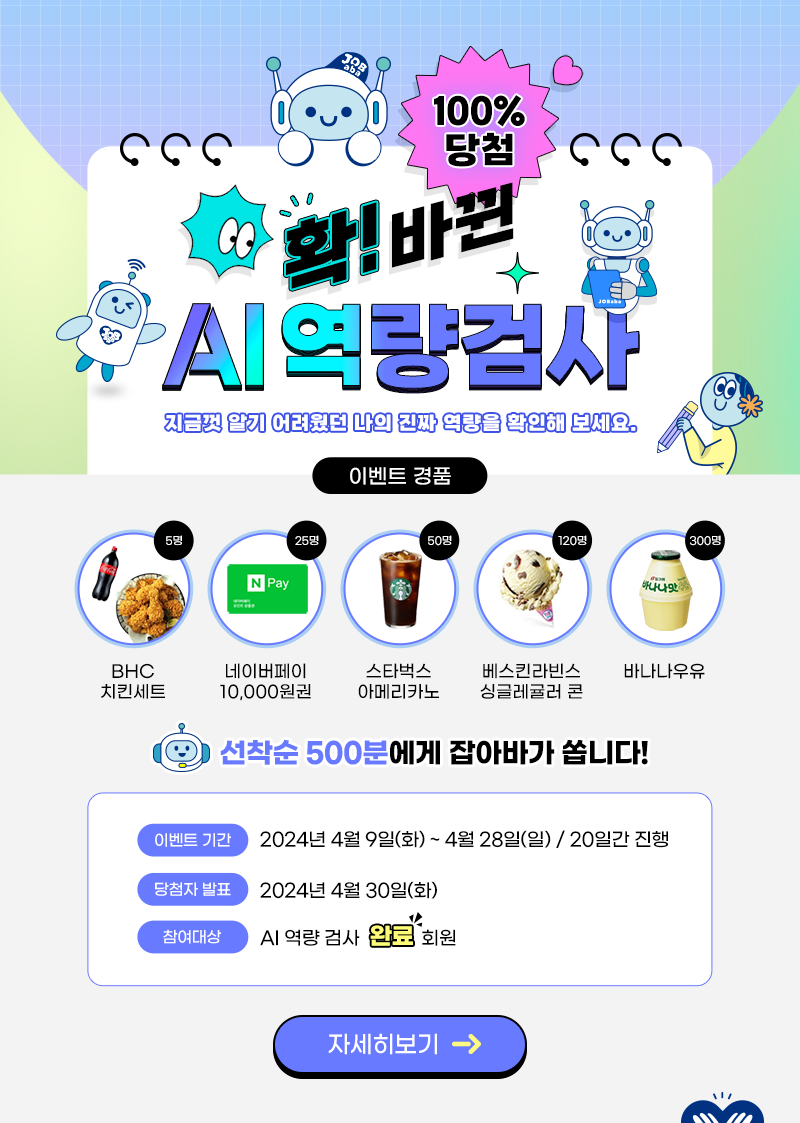 JOB
aba
100%
당첨
확! 바뀐
JOBaba
AI 역량검사
지금껏 알기 어려웠던 나의 진짜 역량을 확인해 보세요.
이벤트 경품
5명
25명
50명
120명
300명
N Pay
바나나맛
BHC
치킨세트
네이버페이
10,000원권
스타벅스
아메리카노
베스킨라빈스
싱글레귤러 콘
바나나우유
선착순 500분에게 잡아바가 쏩니다!
이벤트 기간
2024년 4월 9일(화) ~ 4월 28일(일) / 20일간 진행
당첨자 발표
2024년 4월 30일(화)
참여대상
AI 역량 검사 완료 회원
자세히보기